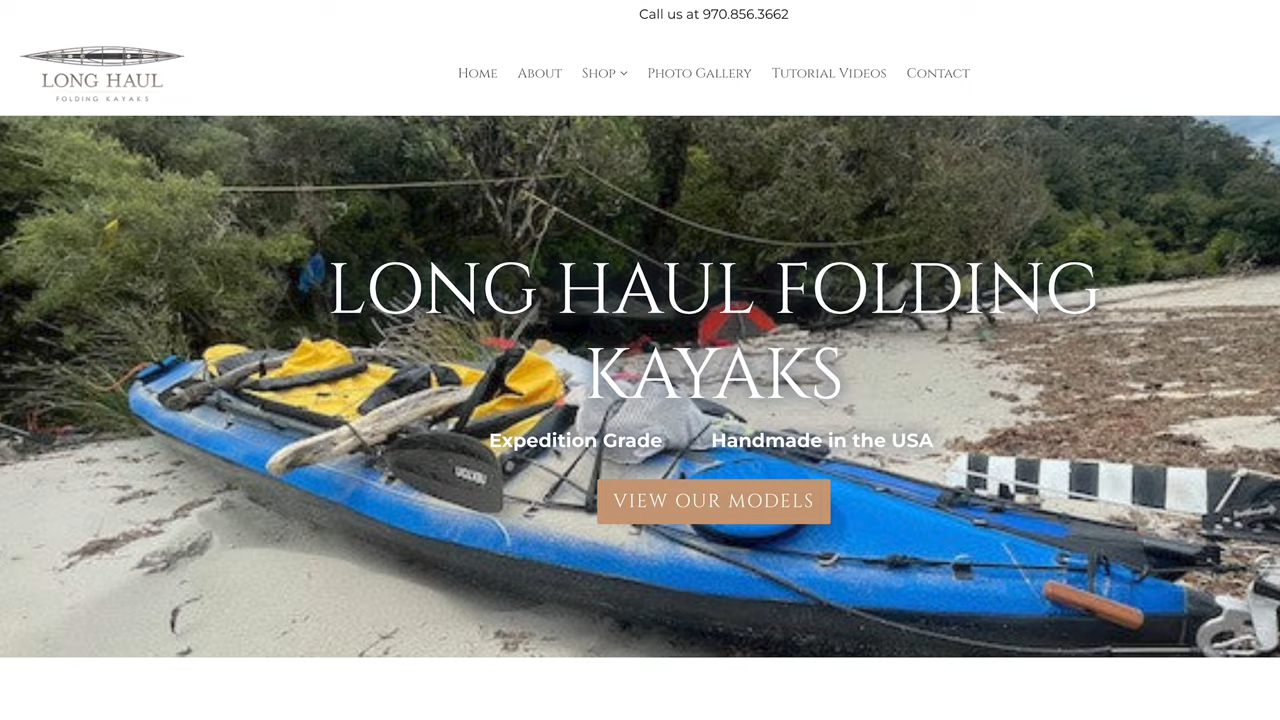 Call us at 970.856.3662
LONG HAUL
FOLDING KAYAKS
Home About Shop Photo Gallery Tutorial Videos Contact
LONG HAUL FOLDING
KAYAKS
Expedition Grade Handmade in the USA
VIEW OUR MODELS